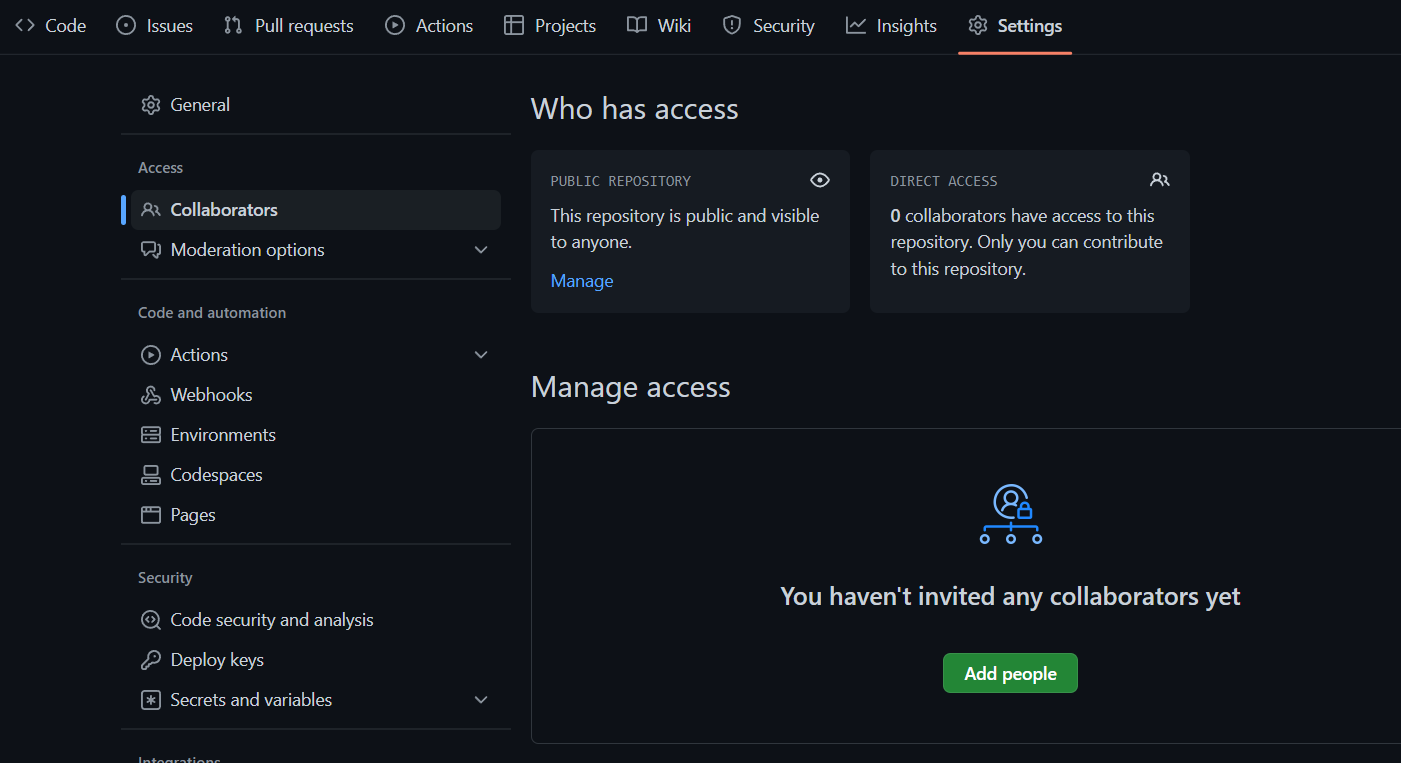 Code
Issues
Pull requests
Actions
Projects
Wiki
Security
Insights
Settings
General
Access
Collaborators
Moderation options
Code and automation
Actions
Webhooks
Environments
Codespaces
Pages
Security
Code security and analysis
Deploy keys
Secrets and variables
Integrations
Who has access
PUBLIC REPOSITORY
This repository is public and visible
to anyone.
Manage
DIRECT ACCESS
0 collaborators have access to this
repository. Only you can contribute
to this repository.
Manage access
You haven't invited any collaborators yet
Add people